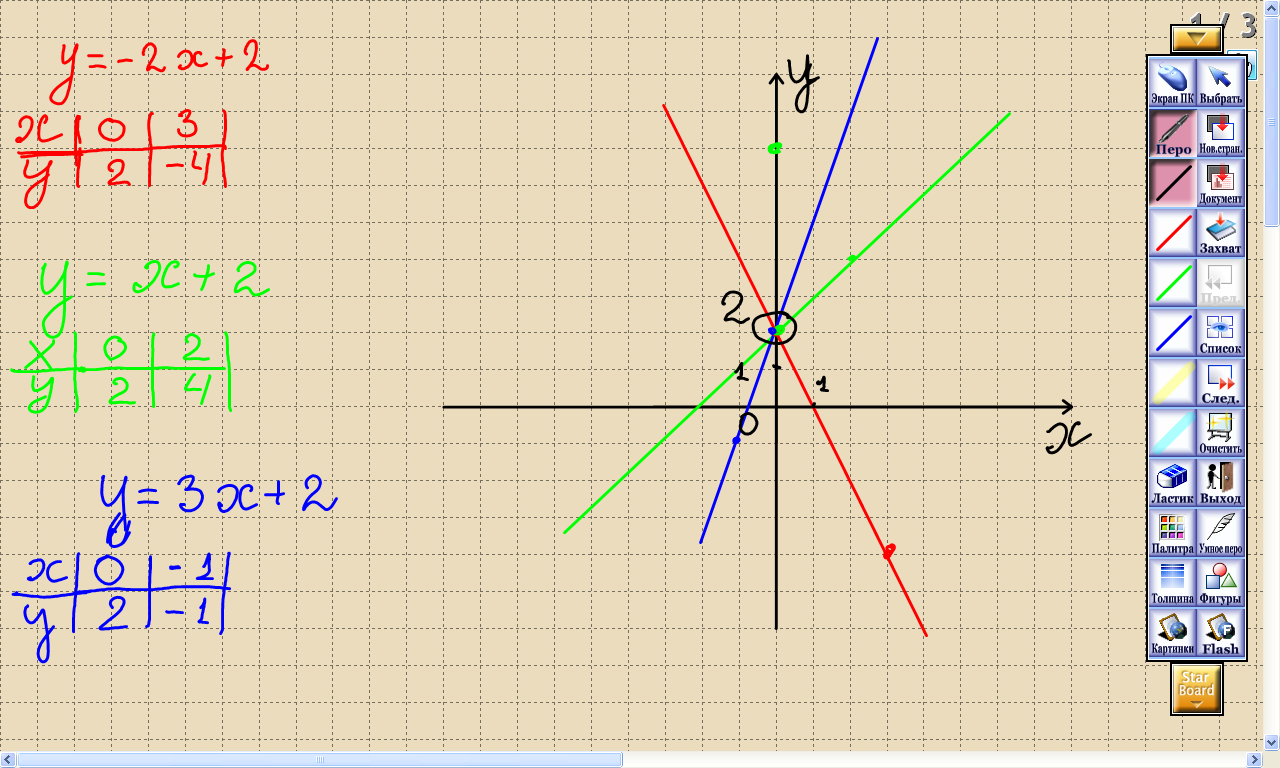 y = -2x + 2
x | 0 | 3
y | 2 | -4
y = x + 2
x | 0 | 2
y | 2 | 4
y = 3x + 2
x | 0 | -1
y | 2 | -1
y
2
1
1
0
x
1 / 3
Экран ПК Выбрать
Перо Нов.стран.
Документ
Захват
Пред.
Список
След.
Очистить
Ластик Выход
Палитра Умное перо
Толщина Фигуры
Картинки Flash
Star
Board